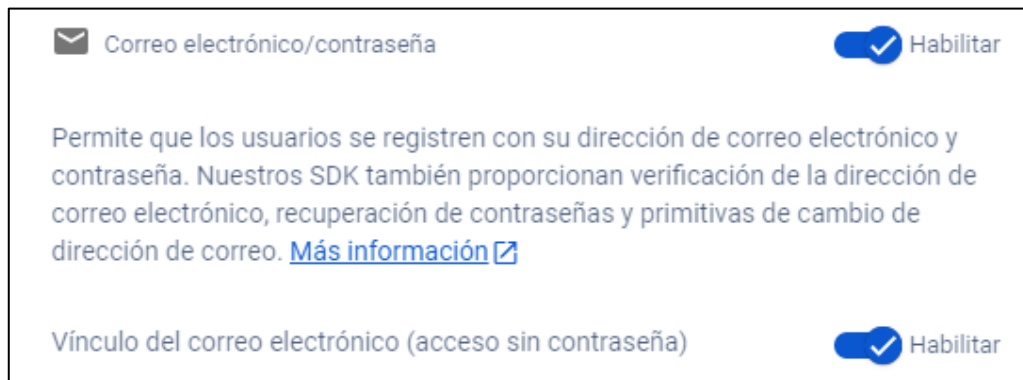 Correo electrónico/contraseña Habilitar
Permite que los usuarios se registren con su dirección de correo electrónico y
contraseña. Nuestros SDK también proporcionan verificación de la dirección de
correo electrónico, recuperación de contraseñas y primitivas de cambio de
dirección de correo. Más información
Vínculo del correo electrónico (acceso sin contraseña) Habilitar